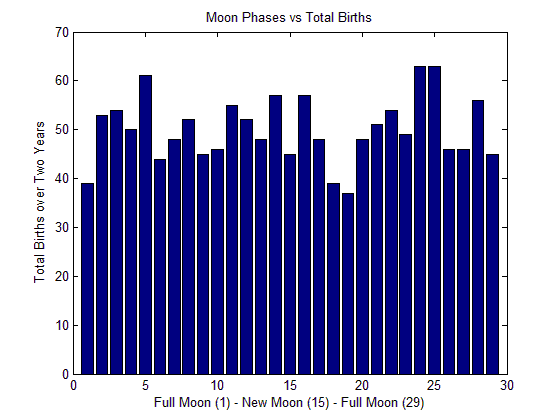 Moon Phases vs Total Births
70
60
50
40
30
20
10
0
Total Births over Two Years
0 5 10 15 20 25 30
Full Moon (1) - New Moon (15) - Full Moon (29)